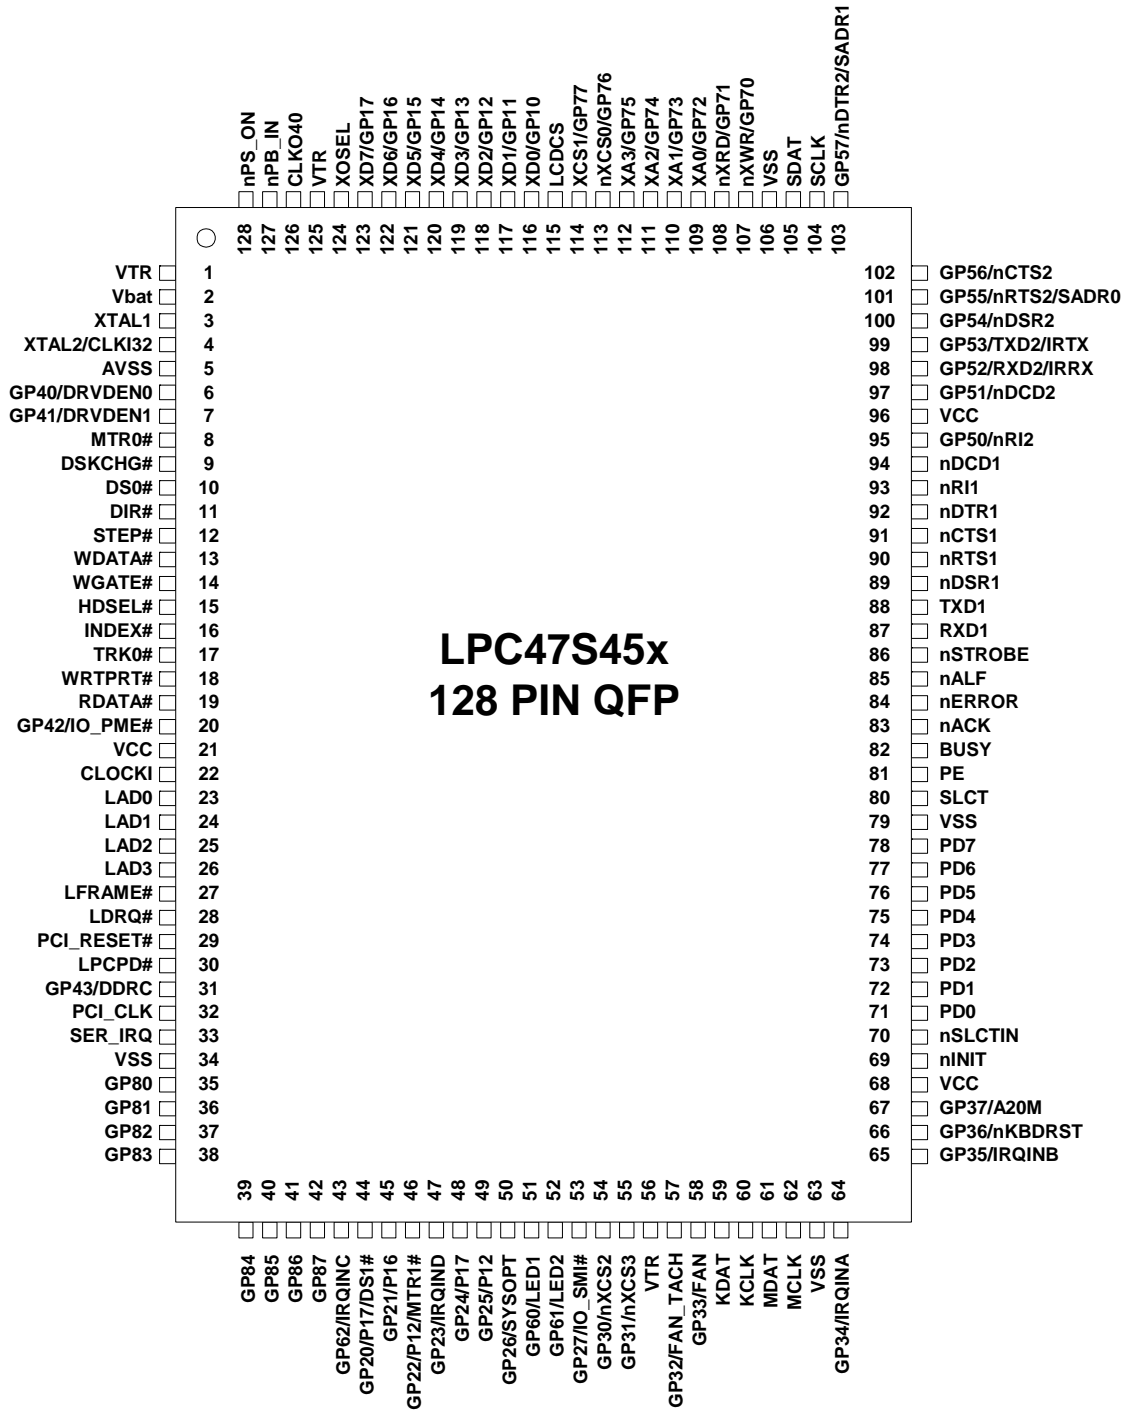 nPS_ON
nPB_IN
CLKO40
VTR
XOSEL
XD7/GP17
XD6/GP16
XD5/GP15
XD4/GP14
XD3/GP13
XD2/GP12
XD1/GP11
XD0/GP10
LCDCS
XCS1/GP77
nXCS0/GP76
XA3/GP75
XA2/GP74
XA1/GP73
XA0/GP72
nXRD/GP71
nXWR/GP70
VSS
SDAT
SCLK
GP57/nDTR2/SADR1
128
127
126
125
124
123
122
121
120
119
118
117
116
115
114
113
112
111
110
109
108
107
106
105
104
103
VTR 1
Vbat 2
XTAL1 3
XTAL2/CLKI32 4
AVSS 5
GP40/DRVDEN0 6
GP41/DRVDEN1 7
MTR0# 8
DSKCHG# 9
DS0# 10
DIR# 11
STEP# 12
WDATA# 13
WGATE# 14
HDSEL# 15
INDEX# 16
TRK0# 17
WRTPRT# 18
RDATA# 19
GP42/IO_PME# 20
VCC 21
CLOCKI 22
LAD0 23
LAD1 24
LAD2 25
LAD3 26
LFRAME# 27
LDRQ# 28
PCI_RESET# 29
LPCPD# 30
GP43/DDRC 31
PCI_CLK 32
SER_IRQ 33
VSS 34
GP80 35
GP81 36
GP82 37
GP83 38
LPC47S45x
128 PIN QFP
102 GP56/nCTS2
101 GP55/nRTS2/SADR0
100 GP54/nDSR2
99 GP53/TXD2/IRTX
98 GP52/RXD2/IRRX
97 GP51/nDCD2
96 VCC
95 GP50/nRI2
94 nDCD1
93 nRI1
92 nDTR1
91 nCTS1
90 nRTS1
89 nDSR1
88 TXD1
87 RXD1
86 nSTROBE
85 nALF
84 nERROR
83 nACK
82 BUSY
81 PE
80 SLCT
79 VSS
78 PD7
77 PD6
76 PD5
75 PD4
74 PD3
73 PD2
72 PD1
71 PD0
70 nSLCTIN
69 nINIT
68 VCC
67 GP37/A20M
66 GP36/nKBDRST
65 GP35/IRQINB
39
40
41
42
43
44
45
46
47
48
49
50
51
52
53
54
55
56
57
58
59
60
61
62
63
64
GP84
GP85
GP86
GP87
GP62/IRQINC
GP20/P17/DS1#
GP21/P16
GP22/P12/MTR1#
GP23/IRQIND
GP24/P17
GP25/P12
GP26/SYSOPT
GP60/LED1
GP61/LED2
GP27/IO_SMI#
GP30/nXCS2
GP31/nXCS3
VTR
GP32/FAN_TACH
GP33/FAN
KDAT
KCLK
MDAT
MCLK
VSS
GP34/IRQINA